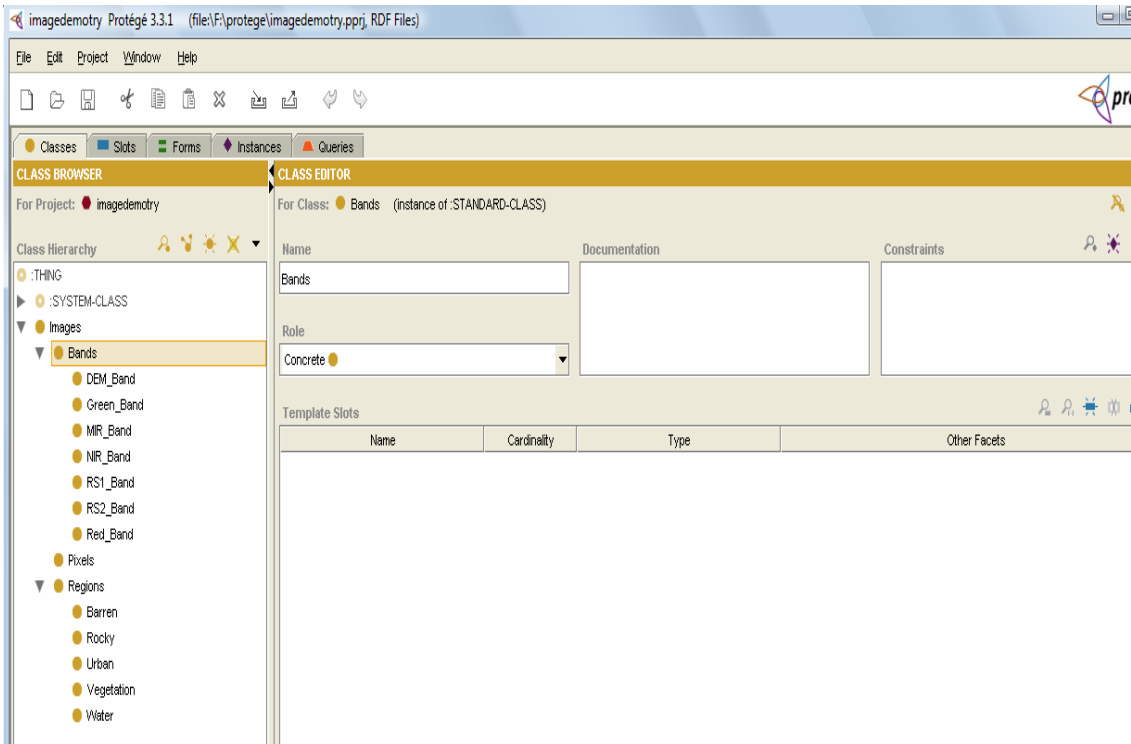 imagedemotry Protégé 3.3.1 (file:\F:\protege\imagedemotry.pprj, RDF Files)
File Edit Project Window Help
Classes Slots Forms Instances Queries
CLASS BROWSER
CLASS EDITOR
For Project: imagedemotry
For Class: Bands (instance of :STANDARD-CLASS)
Class Hierarchy
Name Documentation Constraints
Bands
Role
Concrete
Template Slots
Name Cardinality Type Other Facets
:THING
:SYSTEM-CLASS
Images
Bands
DEM_Band
Green_Band
MIR_Band
NIR_Band
RS1_Band
RS2_Band
Red_Band
Pixels
Regions
Barren
Rocky
Urban
Vegetation
Water